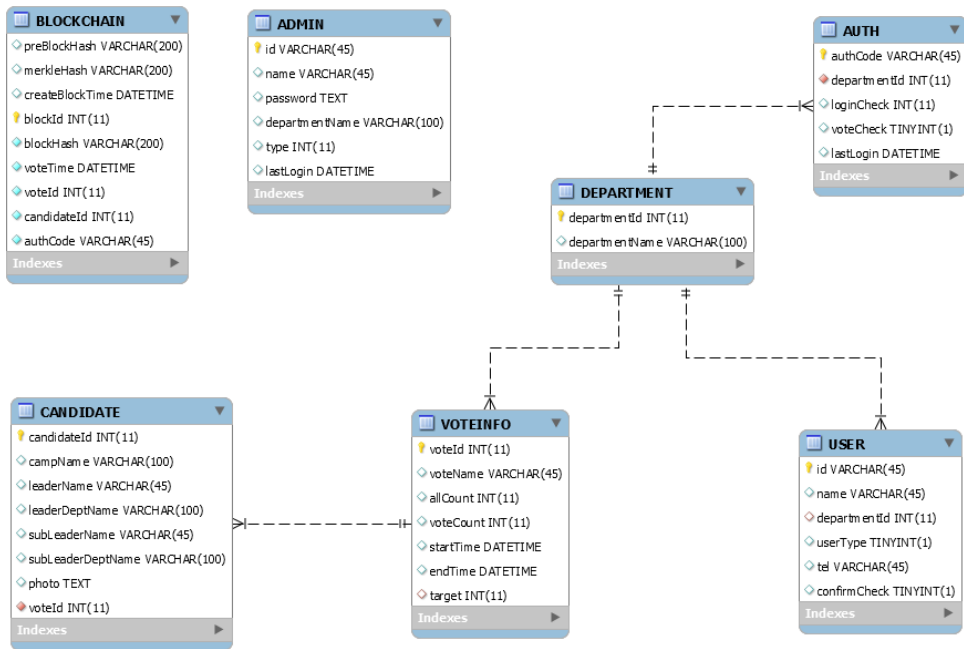 BLOCKCHAIN
preBlockHash VARCHAR(200)
merkleHash VARCHAR(200)
createBlockTime DATETIME
blockId INT(11)
blockHash VARCHAR(200)
voteTime DATETIME
voteId INT(11)
candidateId INT(11)
authCode VARCHAR(45)
Indexes
ADMIN
id VARCHAR(45)
name VARCHAR(45)
password TEXT
departmentName VARCHAR(100)
type INT(11)
lastLogin DATETIME
Indexes
AUTH
authCode VARCHAR(45)
departmentId INT(11)
loginCheck INT(11)
voteCheck TINYINT(1)
lastLogin DATETIME
Indexes
DEPARTMENT
departmentId INT(11)
departmentName VARCHAR(100)
Indexes
CANDIDATE
candidateId INT(11)
campName VARCHAR(100)
leaderName VARCHAR(45)
leaderDeptName VARCHAR(100)
subLeaderName VARCHAR(45)
subLeaderDeptName VARCHAR(100)
photo TEXT
voteId INT(11)
Indexes
VOTEINFO
voteId INT(11)
voteName VARCHAR(45)
allCount INT(11)
voteCount INT(11)
startTime DATETIME
endTime DATETIME
target INT(11)
Indexes
USER
id VARCHAR(45)
name VARCHAR(45)
departmentId INT(11)
userType TINYINT(1)
tel VARCHAR(45)
confirmCheck TINYINT(1)
Indexes